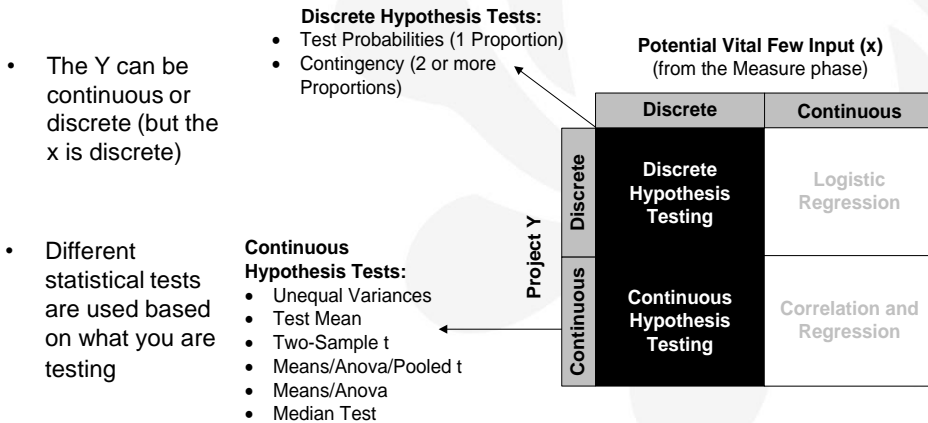 • The Y can be
continuous or
discrete (but the
x is discrete)
• Different
statistical tests
are used based
on what you are
testing
Discrete Hypothesis Tests:
• Test Probabilities (1 Proportion)
• Contingency (2 or more
Proportions)
Continuous
Hypothesis Tests:
• Unequal Variances
• Test Mean
• Two-Sample t
• Means/Anova/Pooled t
• Means/Anova
• Median Test
Potential Vital Few Input (x)
(from the Measure phase)
Discrete
Continuous
Project Y
Discrete
Discrete
Hypothesis
Testing
Logistic
Regression
Continuous
Continuous
Hypothesis
Testing
Correlation and
Regression